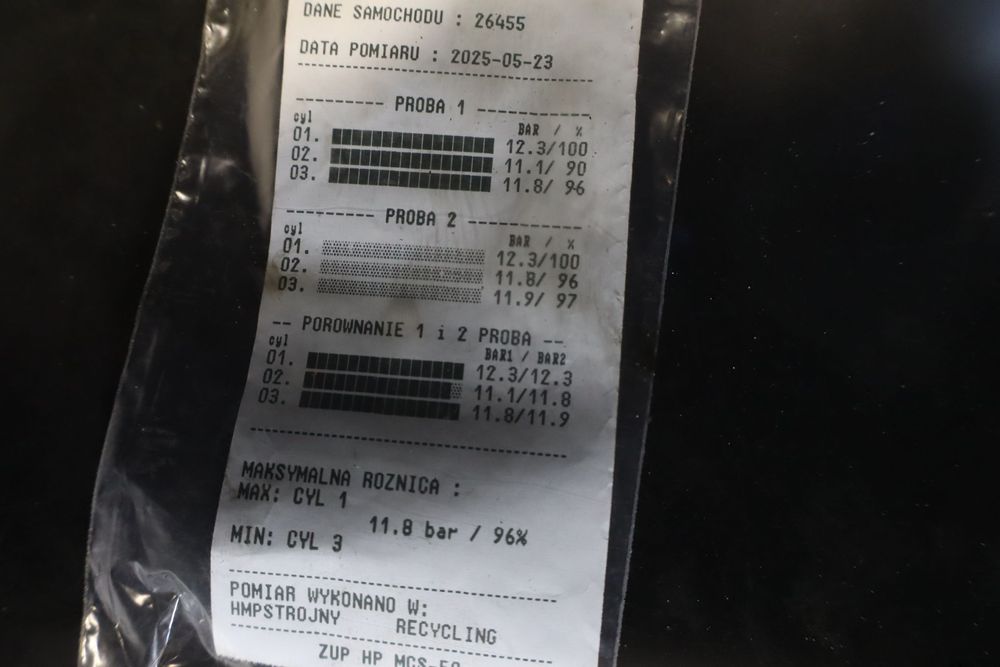 DANE SAMOCHODU : 26455
DATA POMIARU : 2025-05-23
PROBA 1
cyl BAR / %
01. 12.3/100
02. 11.1/ 90
03. 11.8/ 96
PROBA 2
cyl BAR / %
01. 12.3/100
02. 11.8/ 96
03. 11.9/ 97
-- POROWNANIE 1 i 2 PROBA --
cyl BAR1 / BAR2
01. 12.3/12.3
02. 11.1/11.8
03. 11.8/11.9
MAKSYMALNA ROZNICA :
MAX: CYL 1
11.8 bar / 96%
MIN: CYL 3
POMIAR WYKONANO W:
HMPSTROJNY RECYCLING
ZUP HP